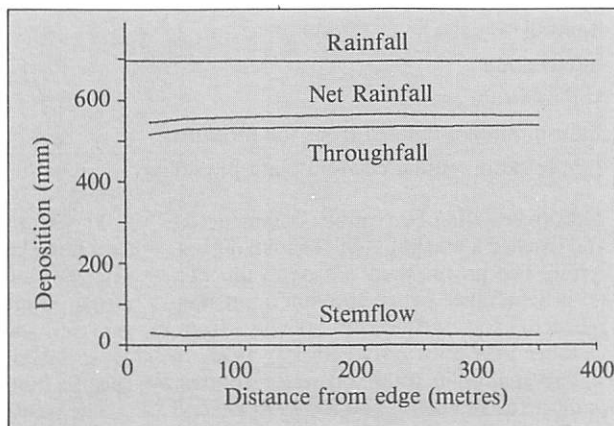 Rainfall
600
Net Rainfall
Throughfall
400
200
Stemflow
0
0 100 200 300 400
Deposition (mm)
Distance from edge (metres)